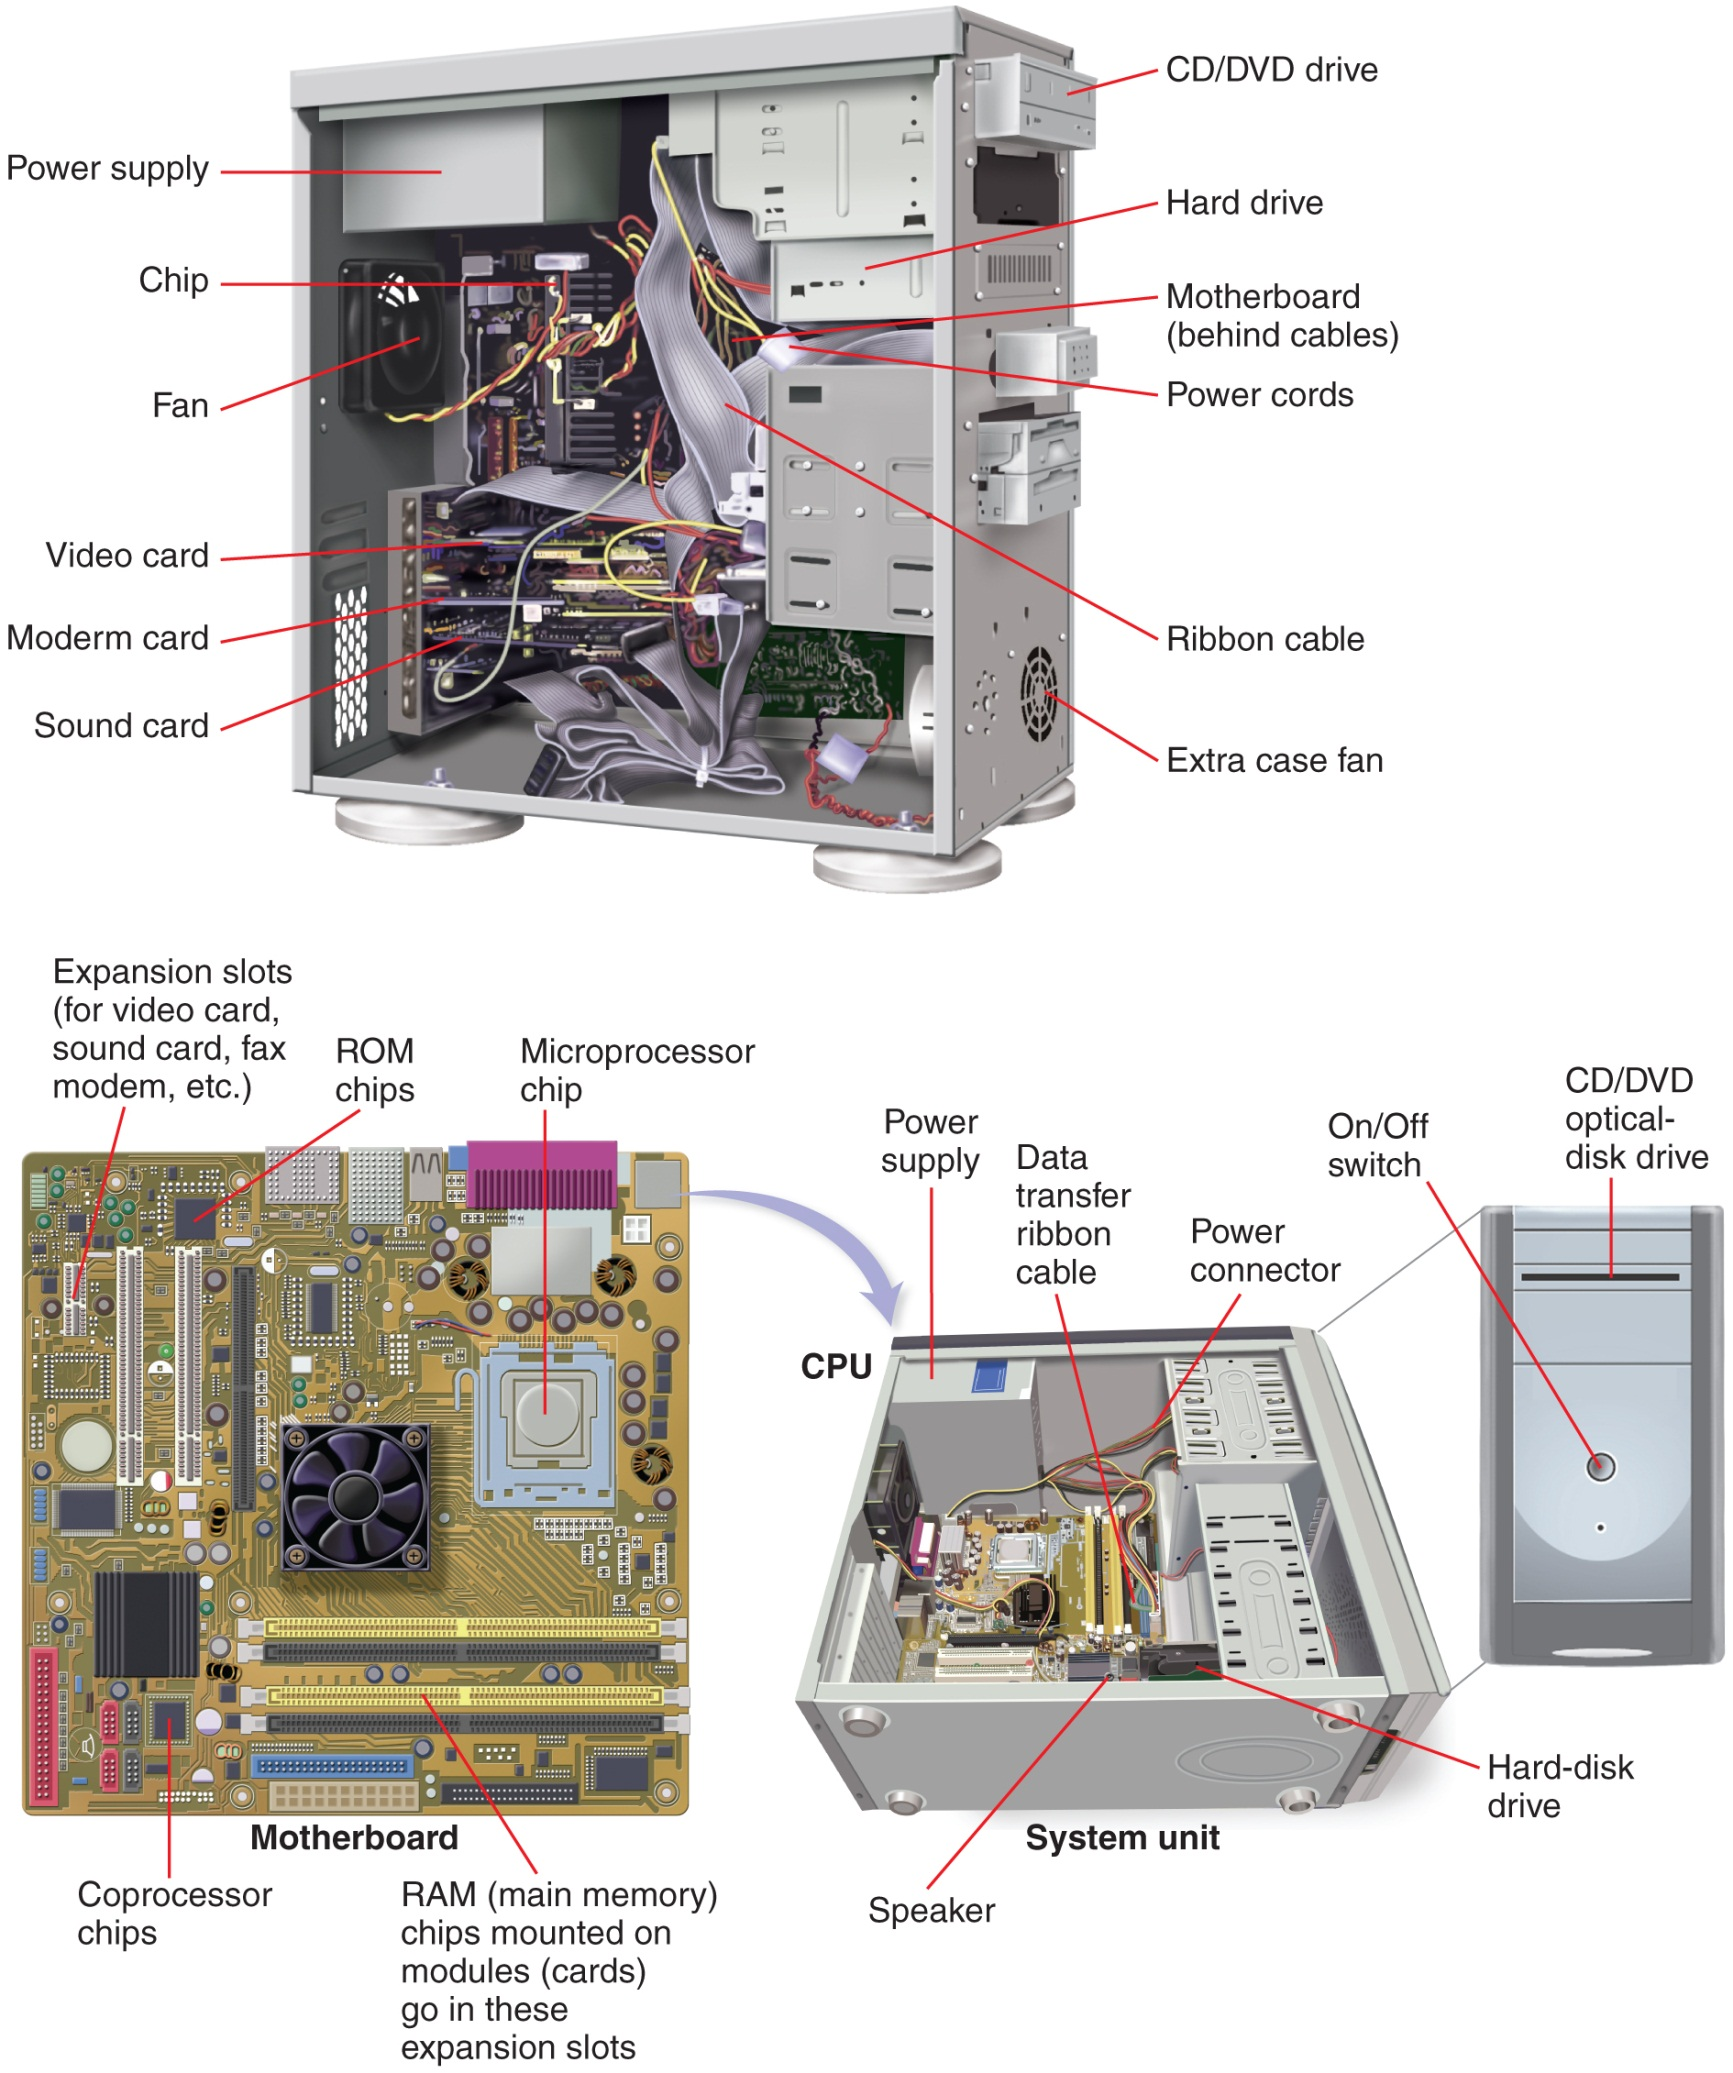 CD/DVD drive
Power supply
Hard drive
Chip
Motherboard
(behind cables)
Power cords
Fan
Video card
Moderm card
Ribbon cable
Sound card
Extra case fan
Expansion slots
(for video card,
sound card, fax
modem, etc.)
ROM
chips
Microprocessor
chip
Power
supply
Data
transfer
ribbon
cable
Power
connector
On/Off
switch
CD/DVD
optical-
disk drive
CPU
Motherboard
System unit
Hard-disk
drive
Coprocessor
chips
RAM (main memory)
chips mounted on
modules (cards)
go in these
expansion slots
Speaker